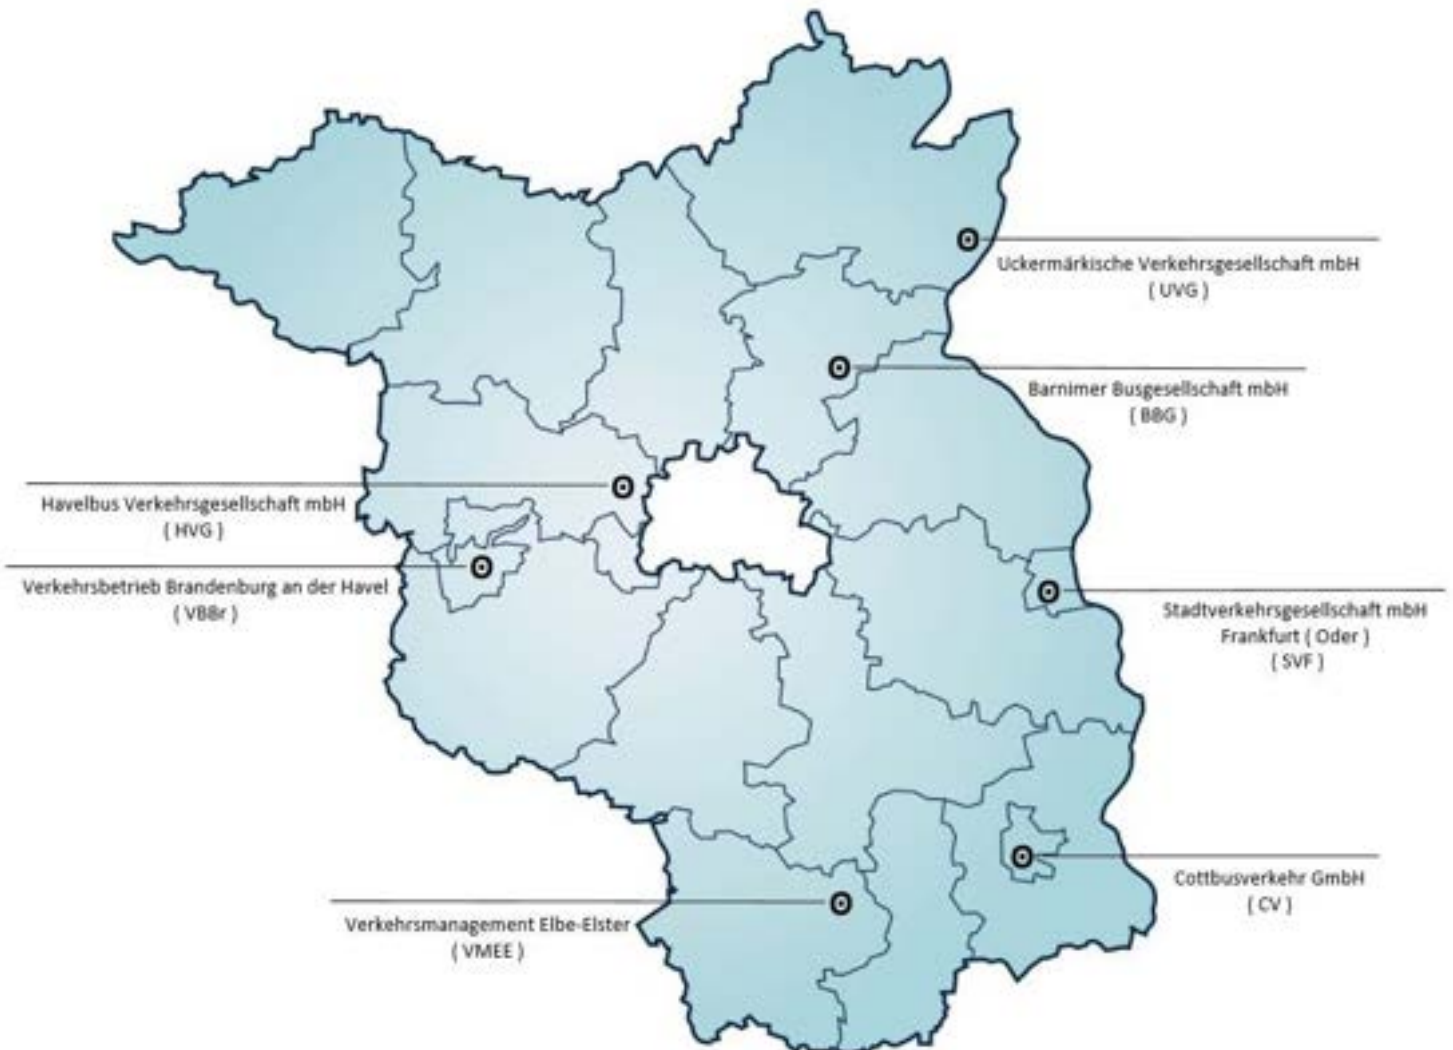 Uckermärkische Verkehrsgesellschaft mbH
( UVG )
Barnimer Busgesellschaft mbH
( BBG )
Havelbus Verkehrsgesellschaft mbH
( HVG )
Verkehrsbetrieb Brandenburg an der Havel
( VBBr )
Stadtverkehrsgesellschaft mbH
Frankfurt ( Oder )
( SVF )
Cottbusverkehr GmbH
( CV )
Verkehrsmanagement Elbe-Elster
( VMEE )